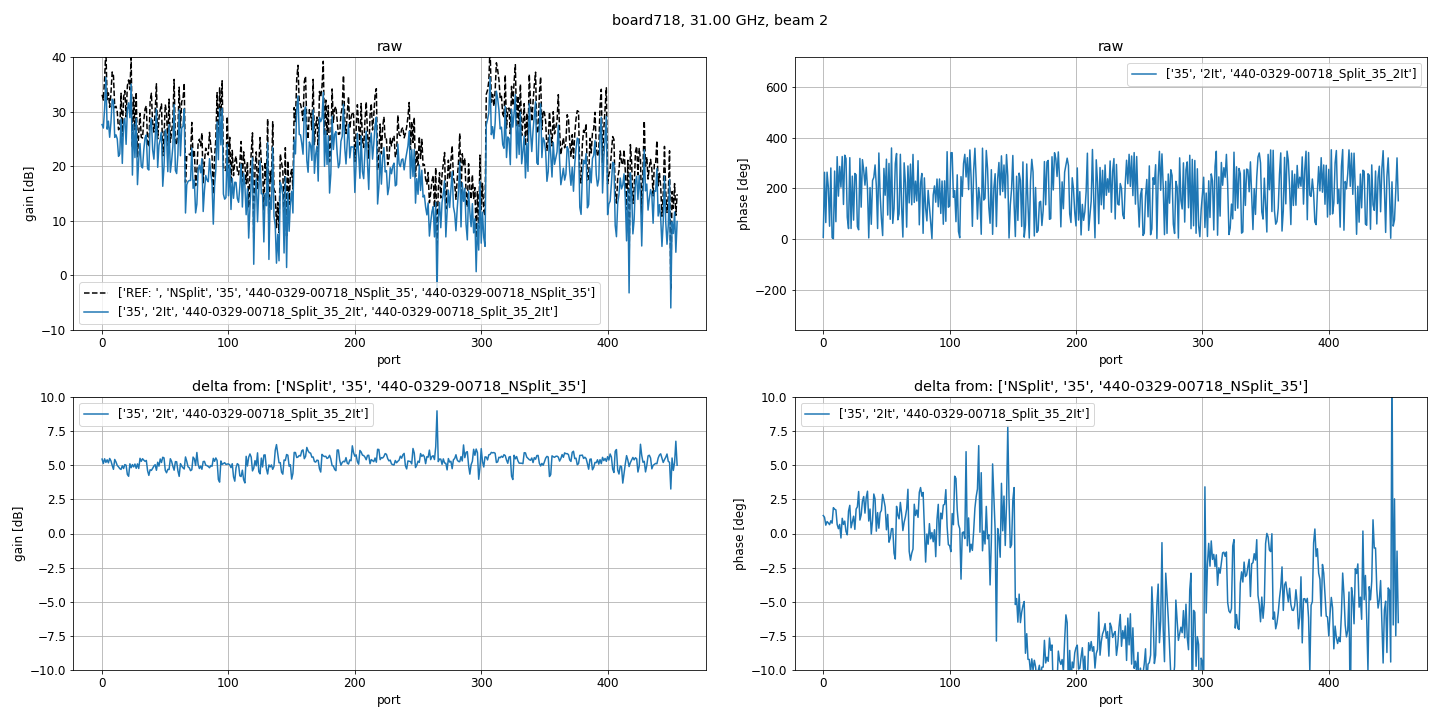 board718, 31.00 GHz, beam 2
raw
40
30
20
10
0
−10
gain [dB]
['REF: ', 'NSplit', '35', '440-0329-00718_NSplit_35', '440-0329-00718_NSplit_35']
['35', '2It', '440-0329-00718_Split_35_2It', '440-0329-00718_Split_35_2It']
0 100 200 300 400
port
raw
['35', '2It', '440-0329-00718_Split_35_2It']
600
400
200
0
−200
phase [deg]
0 100 200 300 400
port
delta from: ['NSplit', '35', '440-0329-00718_NSplit_35']
['35', '2It', '440-0329-00718_Split_35_2It']
10.0
7.5
5.0
2.5
0.0
−2.5
−5.0
−7.5
−10.0
gain [dB]
0 100 200 300 400
port
delta from: ['NSplit', '35', '440-0329-00718_NSplit_35']
['35', '2It', '440-0329-00718_Split_35_2It']
10.0
7.5
5.0
2.5
0.0
−2.5
−5.0
−7.5
−10.0
phase [deg]
0 100 200 300 400
port